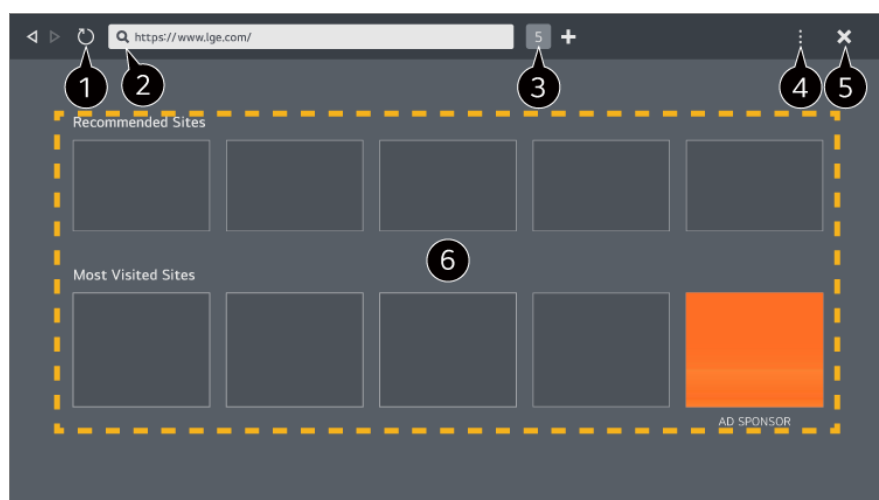 https://www.lge.com/ 5
1 2 3 4 5
Recommended Sites
6
Most Visited Sites
AD SPONSOR